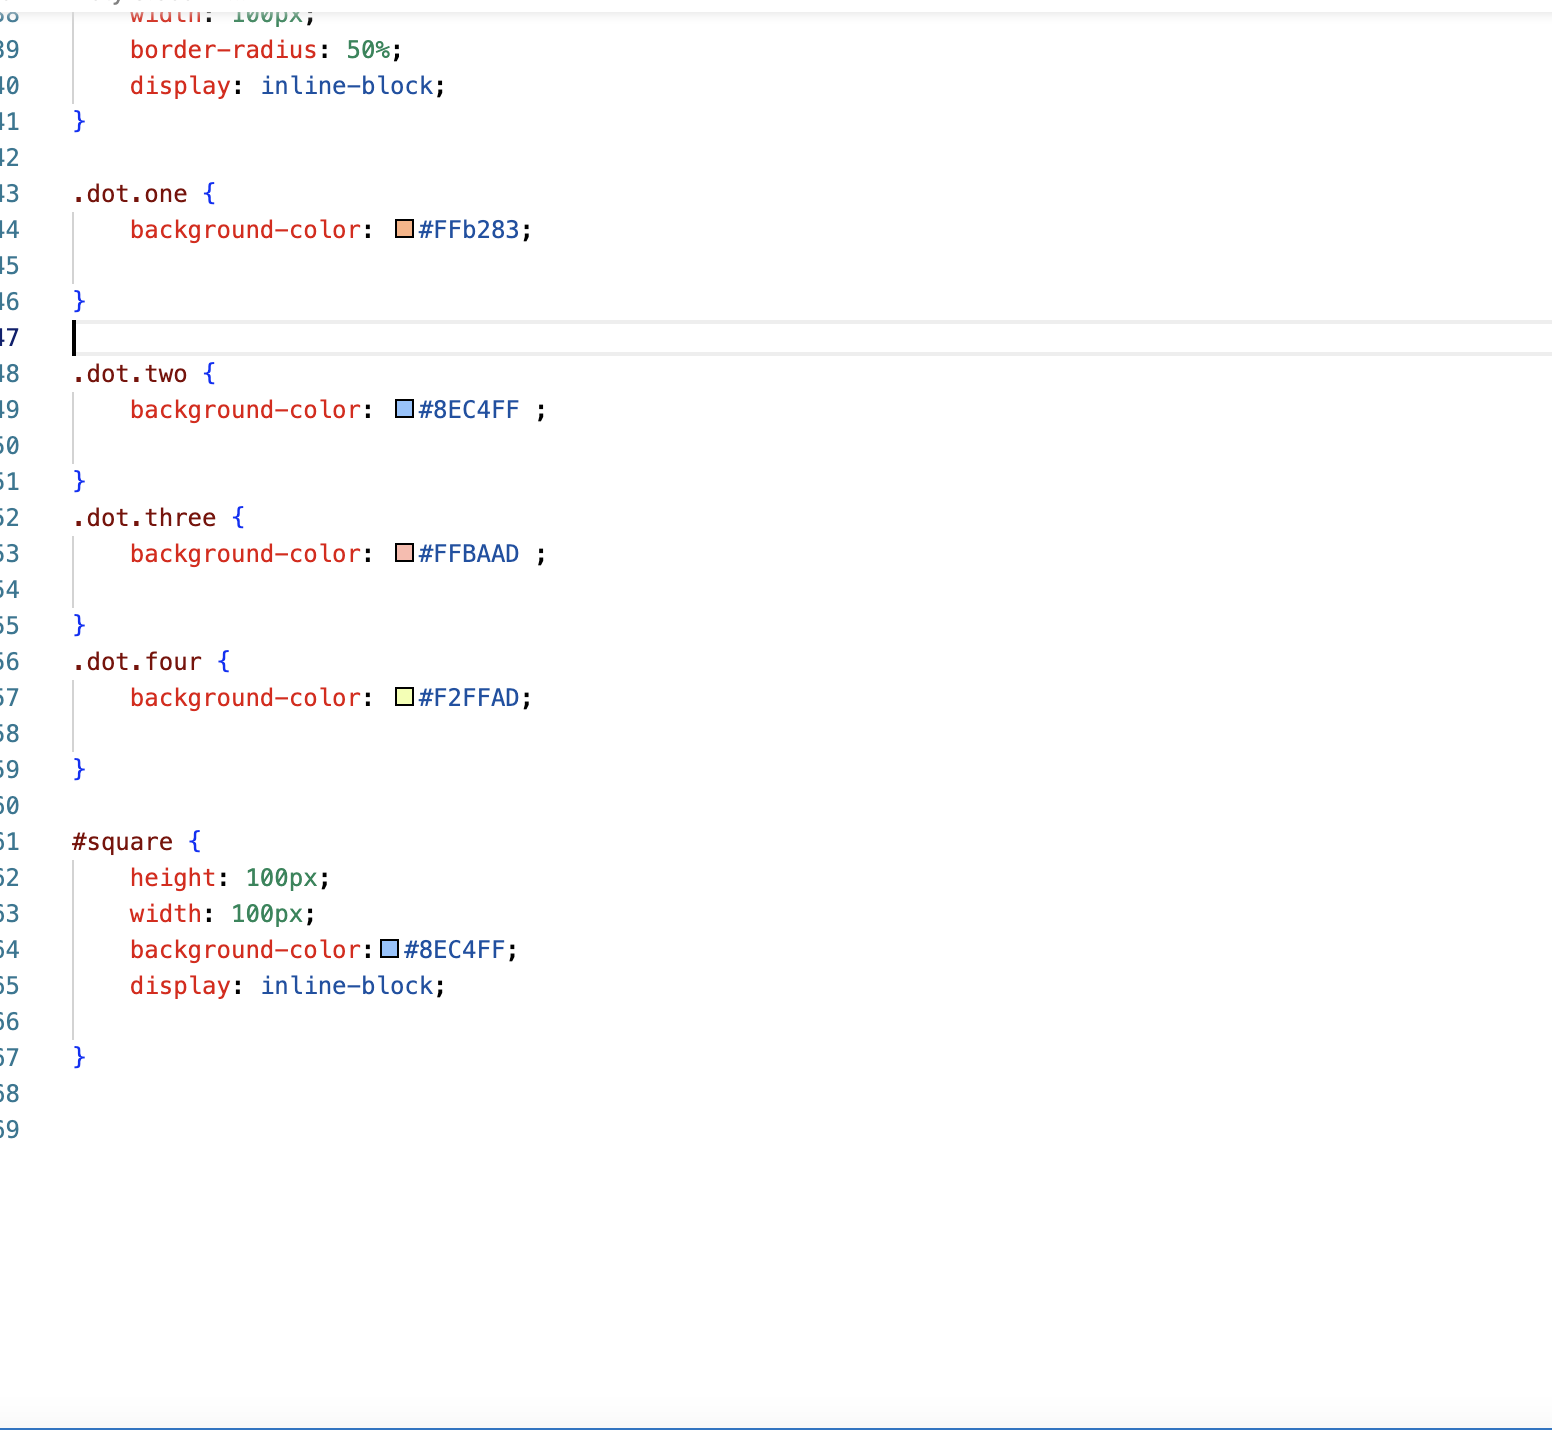 38 width: 100px;
39 border-radius: 50%;
40 display: inline-block;
41 }
42
43 .dot.one {
44 background-color: #FFb283;
45
46 }
47
48 .dot.two {
49 background-color: #8EC4FF ;
50
51 }
52 .dot.three {
53 background-color: #FFBAAD ;
54
55 }
56 .dot.four {
57 background-color: #F2FFAD;
58
59 }
60
61 #square {
62 height: 100px;
63 width: 100px;
64 background-color:#8EC4FF;
65 display: inline-block;
66
67 }
68
69